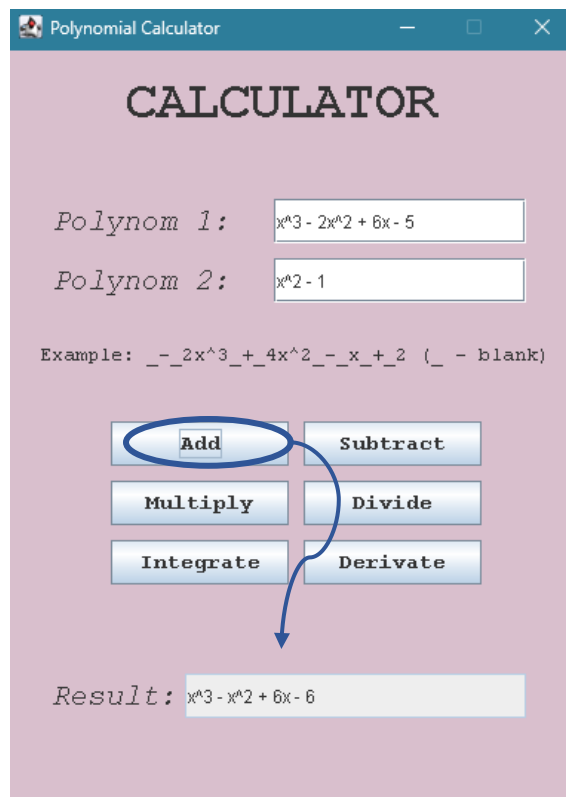 Polynomial Calculator
CALCULATOR
Polynom 1: x^3 - 2x^2 + 6x - 5
Polynom 2: x^2 - 1
Example: _-_2x^3_+_4x^2_-_x_+_2 (_ - blank)
Add Subtract
Multiply Divide
Integrate Derivate
Result: x^3 - x^2 + 6x - 6